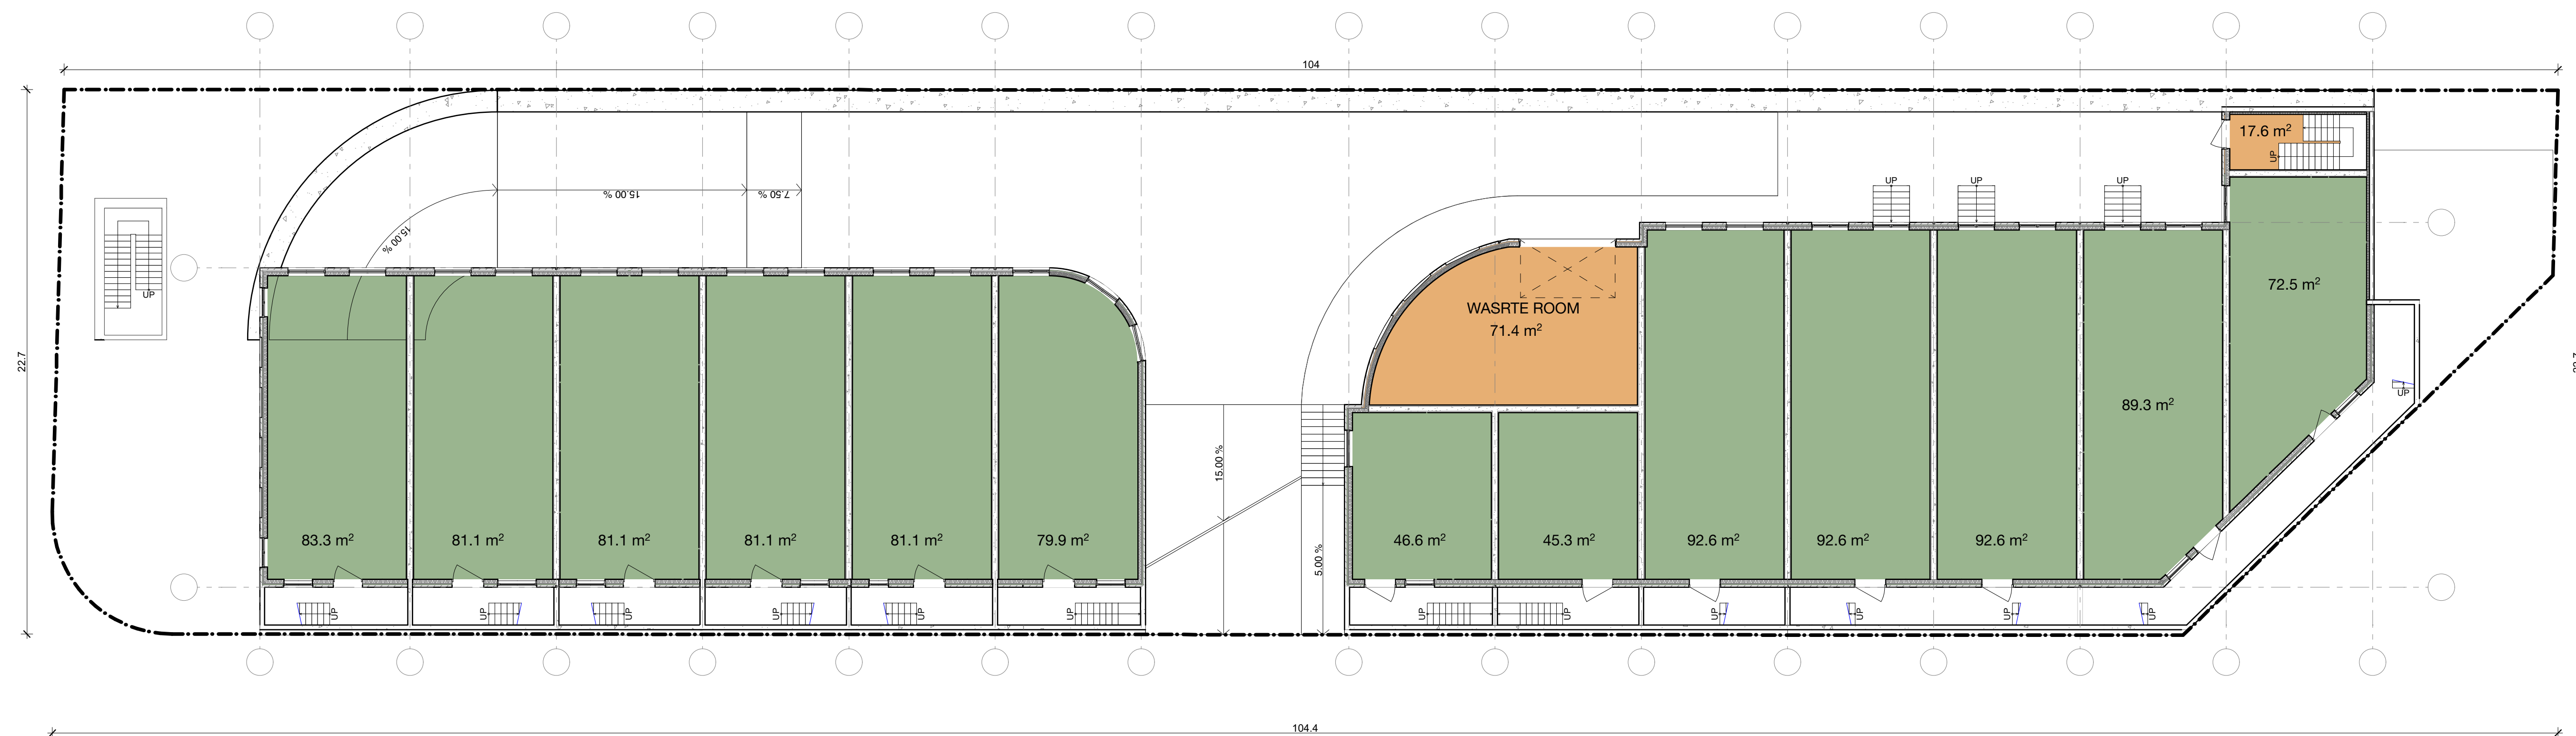 104
17.6 m²
UP
UP
UP
UP
15.00 %
7.50 %
15.00 %
UP
72.5 m²
WASRTE ROOM
71.4 m²
22.7
UP
89.3 m²
15.00 %
83.3 m²
81.1 m²
81.1 m²
81.1 m²
81.1 m²
79.9 m²
46.6 m²
45.3 m²
92.6 m²
92.6 m²
92.6 m²
5.00 %
UP
UP
UP
UP
UP
UP
UP
UP
UP
UP
UP
UP
104.4